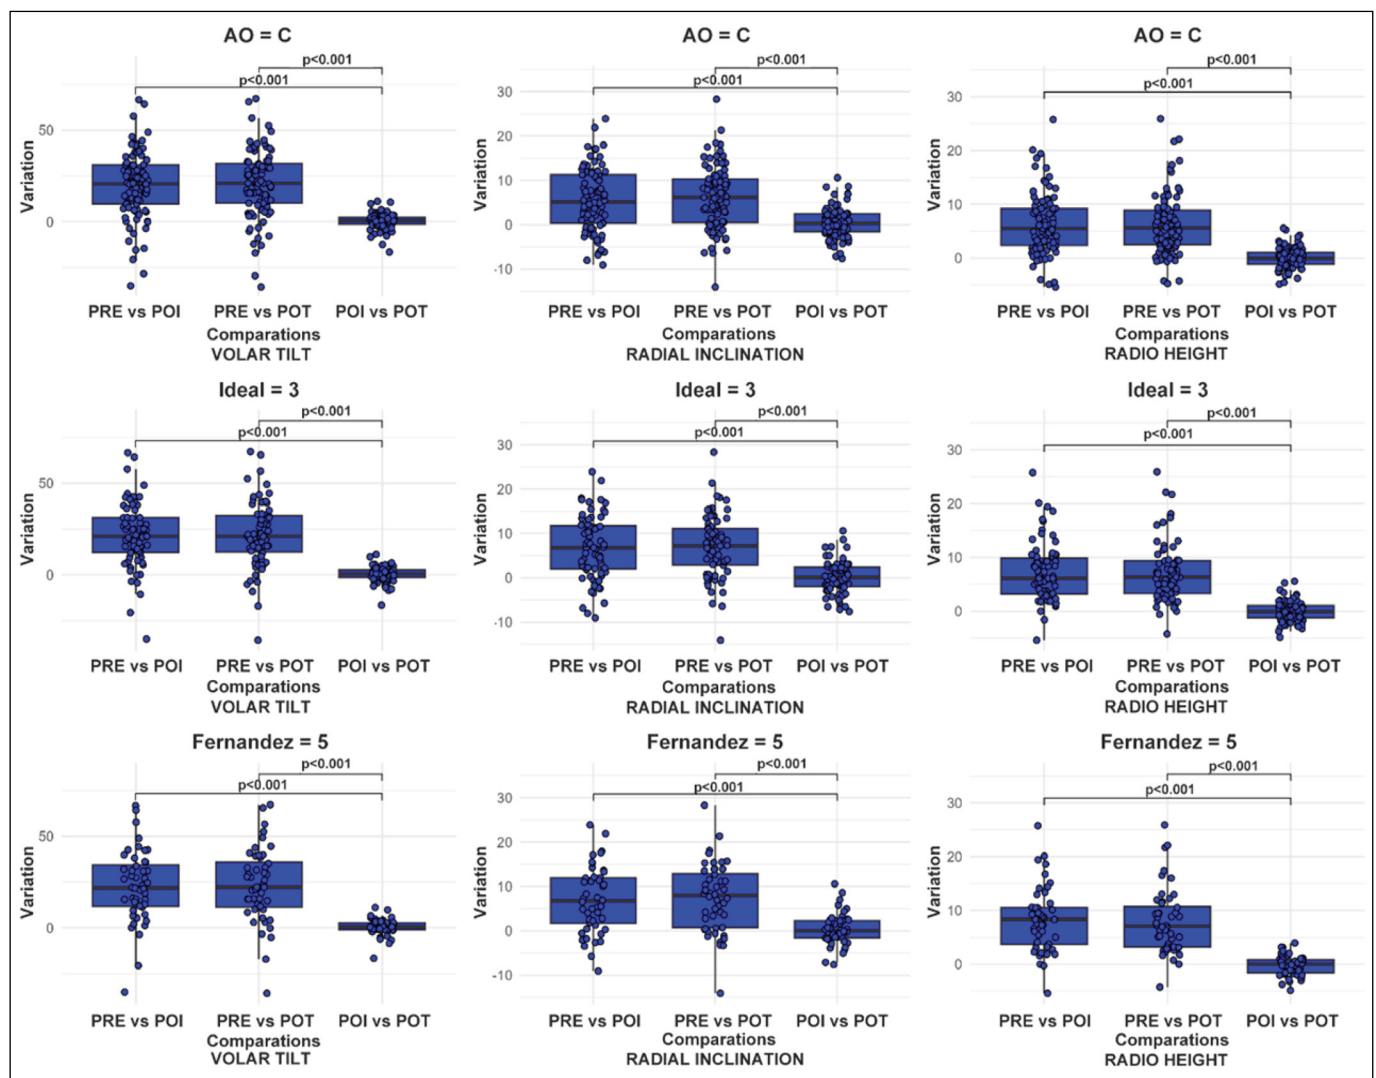 AO = C
p<0.001
p<0.001
Variation
50
0
PRE vs POI PRE vs POT POI vs POT
Comparations
VOLAR TILT
AO = C
p<0.001
p<0.001
Variation
30
20
10
0
-10
PRE vs POI PRE vs POT POI vs POT
Comparations
RADIAL INCLINATION
AO = C
p<0.001
p<0.001
Variation
30
20
10
0
PRE vs POI PRE vs POT POI vs POT
Comparations
RADIO HEIGHT
Ideal = 3
p<0.001
p<0.001
Variation
50
0
PRE vs POI PRE vs POT POI vs POT
Comparations
VOLAR TILT
Ideal = 3
p<0.001
p<0.001
Variation
30
20
10
0
-10
PRE vs POI PRE vs POT POI vs POT
Comparations
RADIAL INCLINATION
Ideal = 3
p<0.001
p<0.001
Variation
30
20
10
0
PRE vs POI PRE vs POT POI vs POT
Comparations
RADIO HEIGHT
Fernandez = 5
p<0.001
p<0.001
Variation
50
0
PRE vs POI PRE vs POT POI vs POT
Comparations
VOLAR TILT
Fernandez = 5
p<0.001
p<0.001
Variation
30
20
10
0
-10
PRE vs POI PRE vs POT POI vs POT
Comparations
RADIAL INCLINATION
Fernandez = 5
p<0.001
p<0.001
Variation
30
20
10
0
PRE vs POI PRE vs POT POI vs POT
Comparations
RADIO HEIGHT